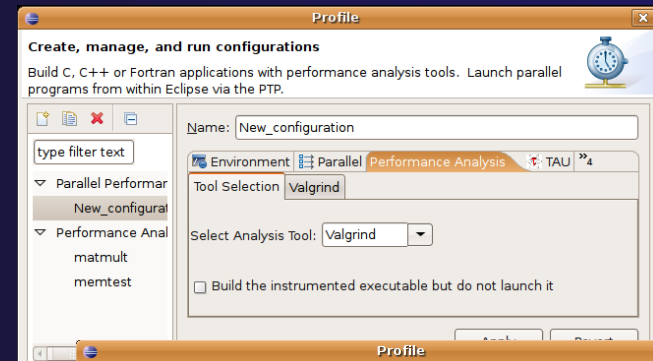 Profile
Create, manage, and run configurations
Build C, C++ or Fortran applications with performance analysis tools. Launch parallel
programs from within Eclipse via the PTP.
Name: New_configuration
type filter text
Environment Parallel Performance Analysis TAU »4
Tool Selection Valgrind
Parallel Performar
New_configurat
Performance Anal
matmult
memtest
Select Analysis Tool: Valgrind
Build the instrumented executable but do not launch it
Profile